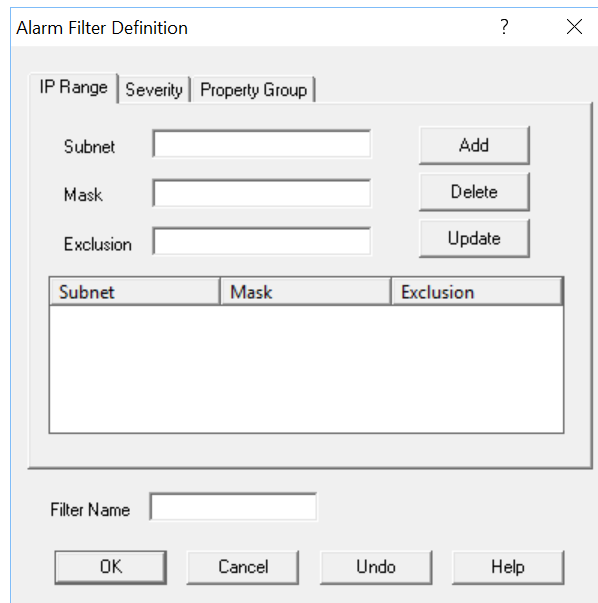 Alarm Filter Definition ?
IP Range Severity Property Group
Subnet Add
Mask Delete
Exclusion Update
Subnet Mask Exclusion
Filter Name
OK Cancel Undo Help